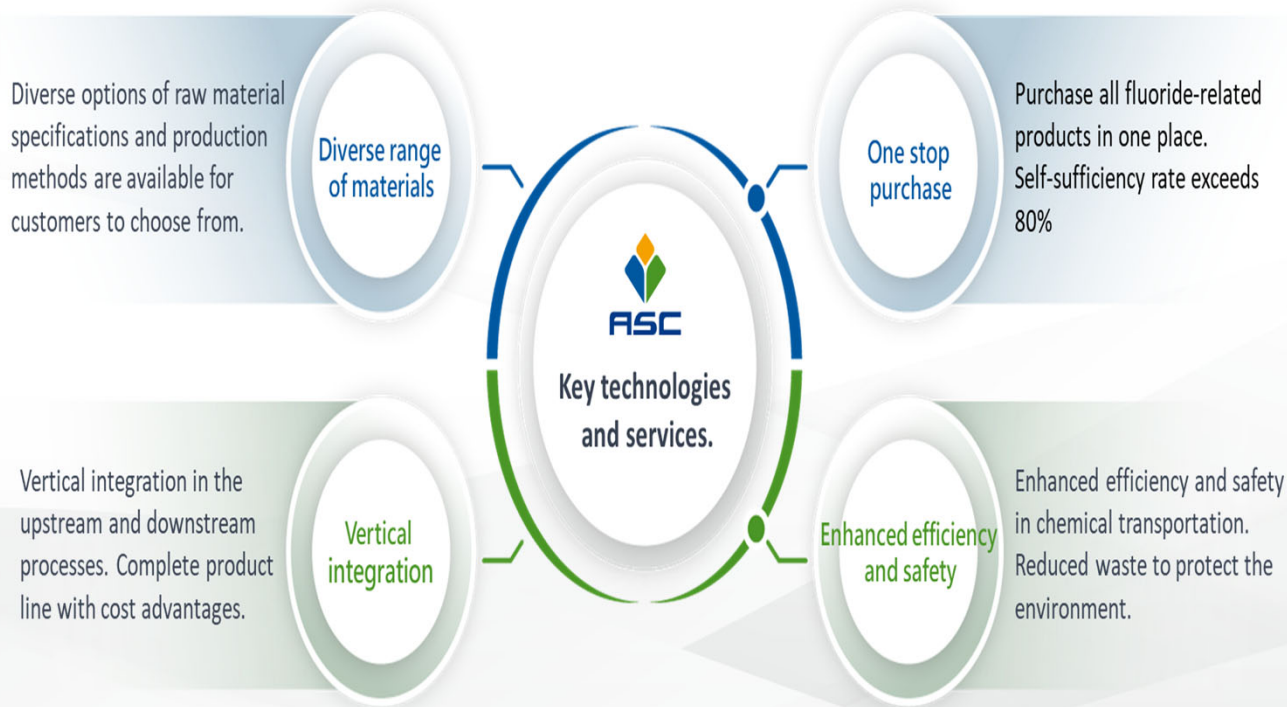 Diverse options of raw material
specifications and production
methods are available for
customers to choose from.
Diverse range
of materials
One stop
purchase
Purchase all fluoride-related
products in one place.
Self-sufficiency rate exceeds
80%
ASC
Key technologies
and services.
Vertical integration in the
upstream and downstream
processes. Complete product
line with cost advantages.
Vertical
integration
Enhanced efficiency
and safety
Enhanced efficiency and safety
in chemical transportation.
Reduced waste to protect the
environment.